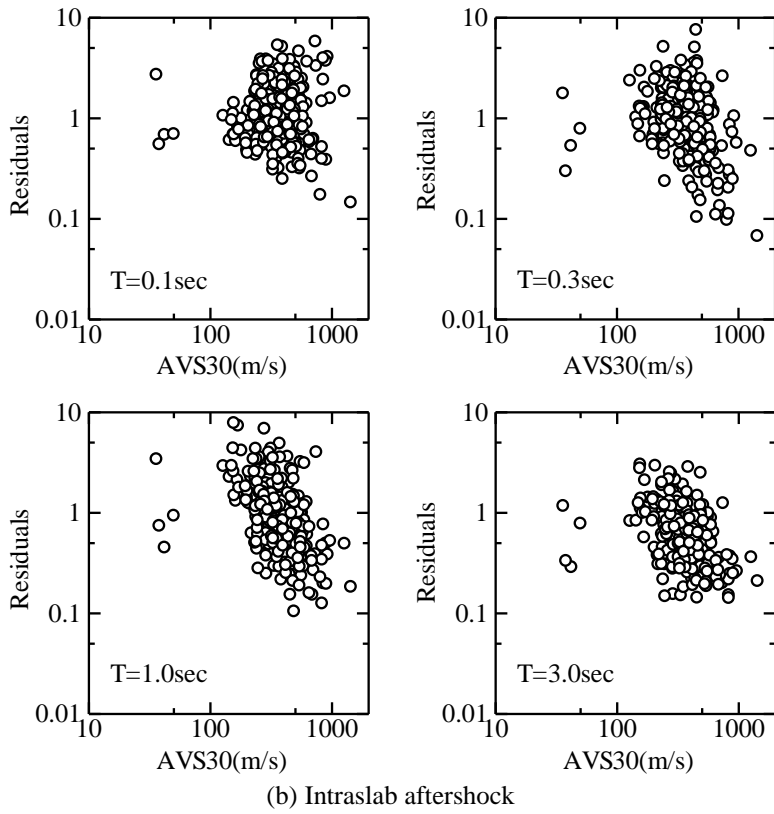 10
1
0.1
0.01
Residuals
T=0.1sec
10 100 1000
AVS30(m/s)
10
1
0.1
0.01
Residuals
T=0.3sec
10 100 1000
AVS30(m/s)
10
1
0.1
0.01
Residuals
T=1.0sec
10 100 1000
AVS30(m/s)
10
1
0.1
0.01
Residuals
T=3.0sec
10 100 1000
AVS30(m/s)
(b) Intraslab aftershock